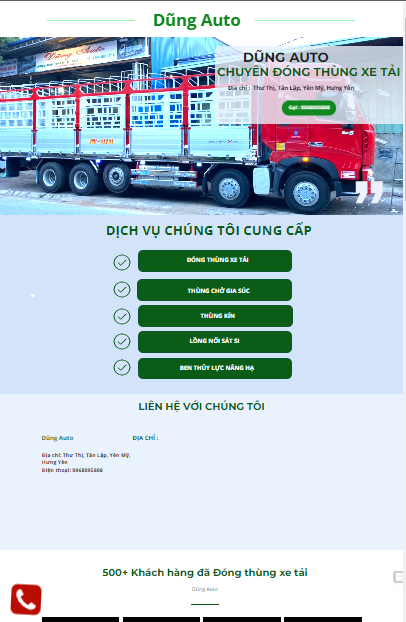 Dũng Auto
Dũng Auto
DŨNG AUTO
CHUYÊN ĐÓNG THÙNG XE TẢI
Địa chỉ : Thư Thị, Tân Lập, Yên Mỹ, Hưng Yên
Gọi : 0968095808
DỊCH VỤ CHÚNG TÔI CUNG CẤP
ĐÓNG THÙNG XE TẢI
THÙNG CHỞ GIA SÚC
THÙNG KÍN
LỒNG NỐI SÁT SI
BEN THỦY LỰC NÂNG HẠ
LIÊN HỆ VỚI CHÚNG TÔI
Dũng Auto
ĐỊA CHỈ :
Địa chỉ: Thư Thị, Tân Lập, Yên Mỹ,
Hưng Yên
Điện thoại: 0968095808
500+ Khách hàng đã Đóng thùng xe tải
Dũng Auto